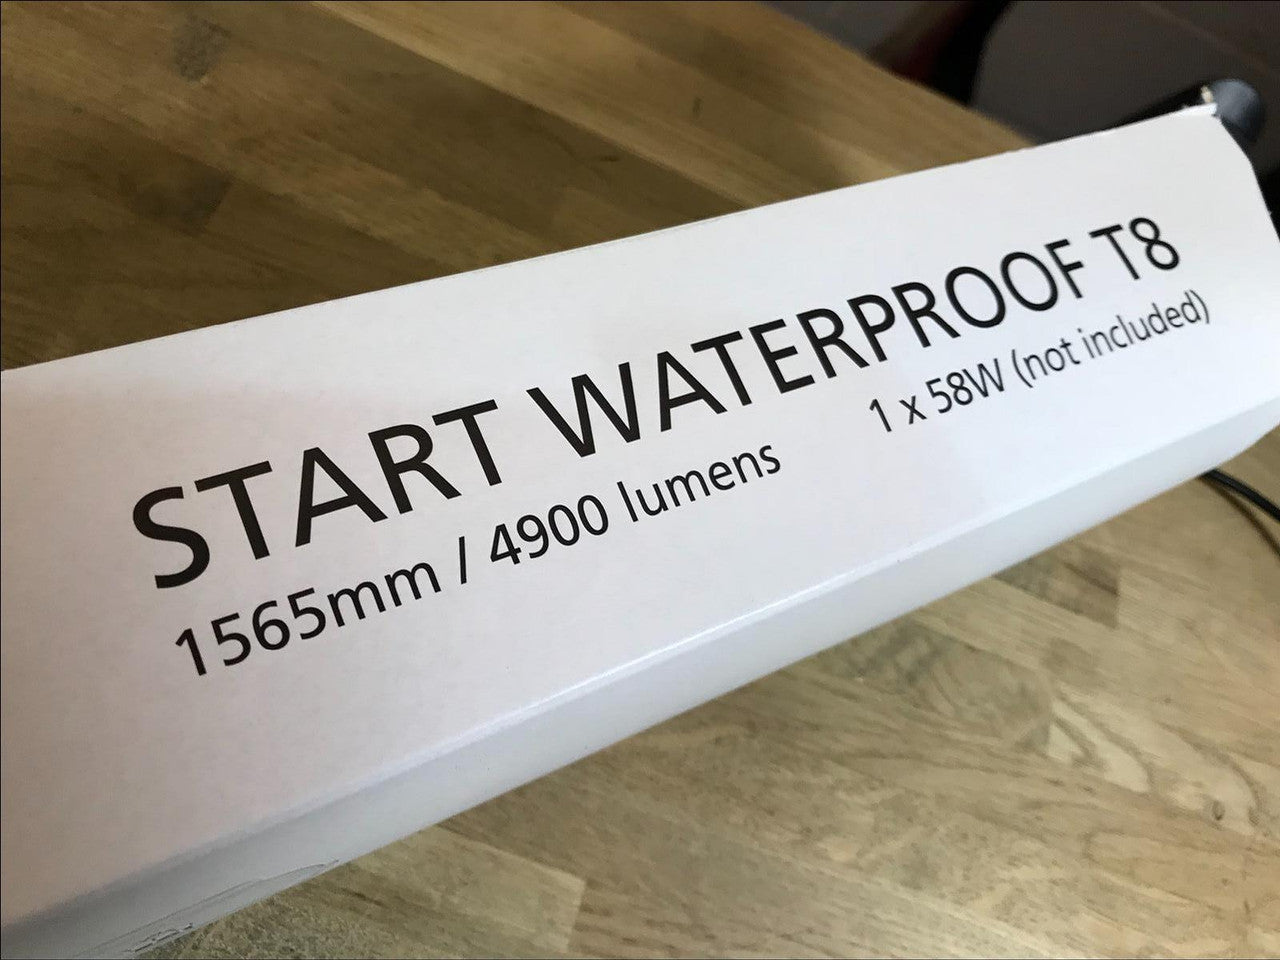 START WATERPROOF T8
1565mm / 4900 lumens
1 x 58W (not included)